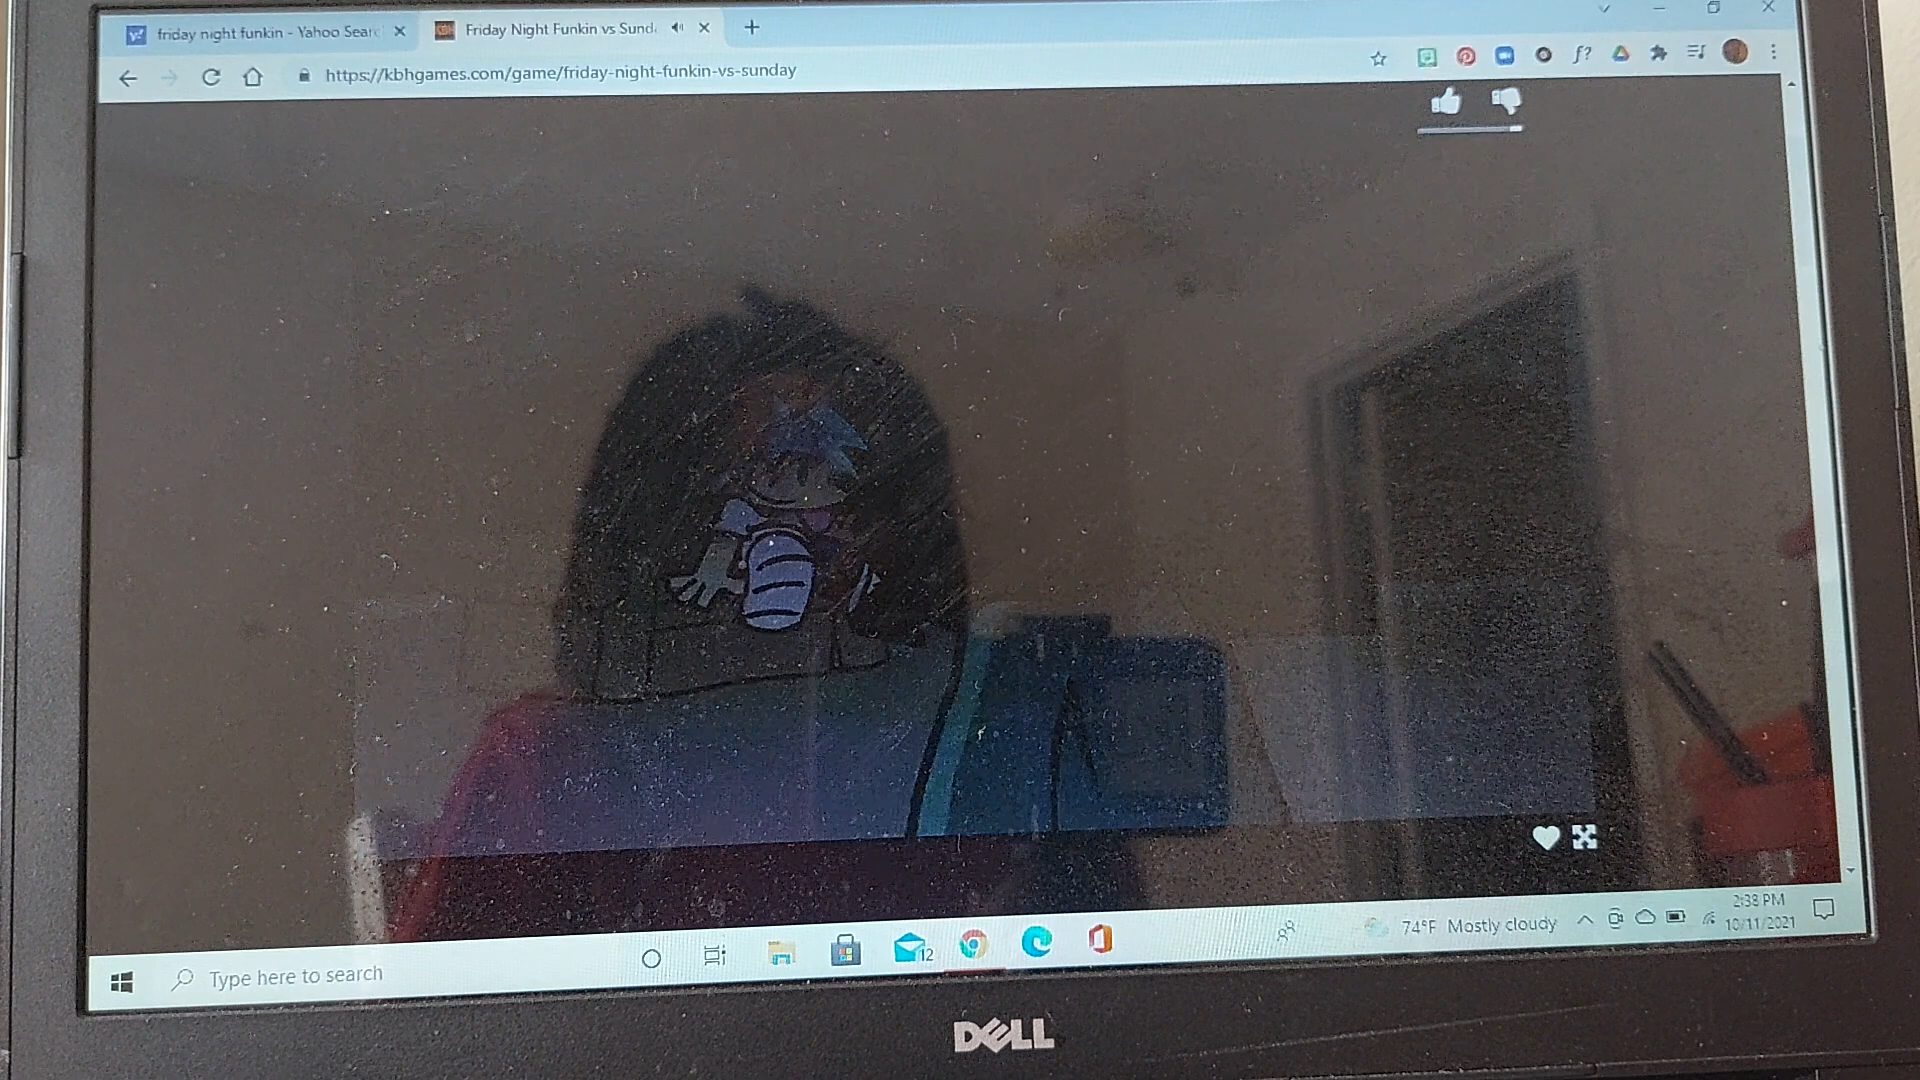 friday night funkin - Yahoo Searc
Friday Night Funkin vs Sund
https://kbhgames.com/game/friday-night-funkin-vs-sunday
f?
2:38 PM
74°F Mostly cloudy
10/11/2021
12
Type here to search
DELL